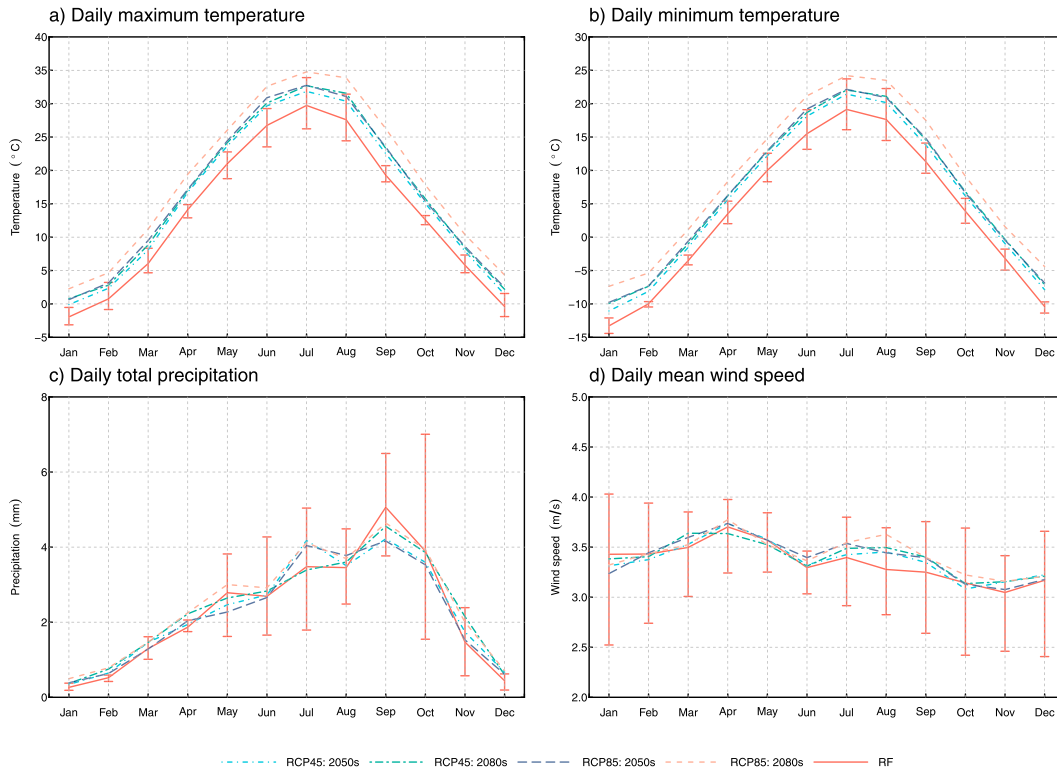 a) Daily maximum temperature
Temperature (°C)
40
35
30
25
20
15
10
5
0
−5
Jan Feb Mar Apr May Jun Jul Aug Sep Oct Nov Dec
b) Daily minimum temperature
Temperature (°C)
30
25
20
15
10
5
0
−5
−10
−15
Jan Feb Mar Apr May Jun Jul Aug Sep Oct Nov Dec
c) Daily total precipitation
Precipitation (mm)
8
6
4
2
0
Jan Feb Mar Apr May Jun Jul Aug Sep Oct Nov Dec
d) Daily mean wind speed
Wind speed (m/s)
5.0
4.5
4.0
3.5
3.0
2.5
2.0
Jan Feb Mar Apr May Jun Jul Aug Sep Oct Nov Dec
RCP45: 2050s RCP45: 2080s RCP85: 2050s RCP85: 2080s RF